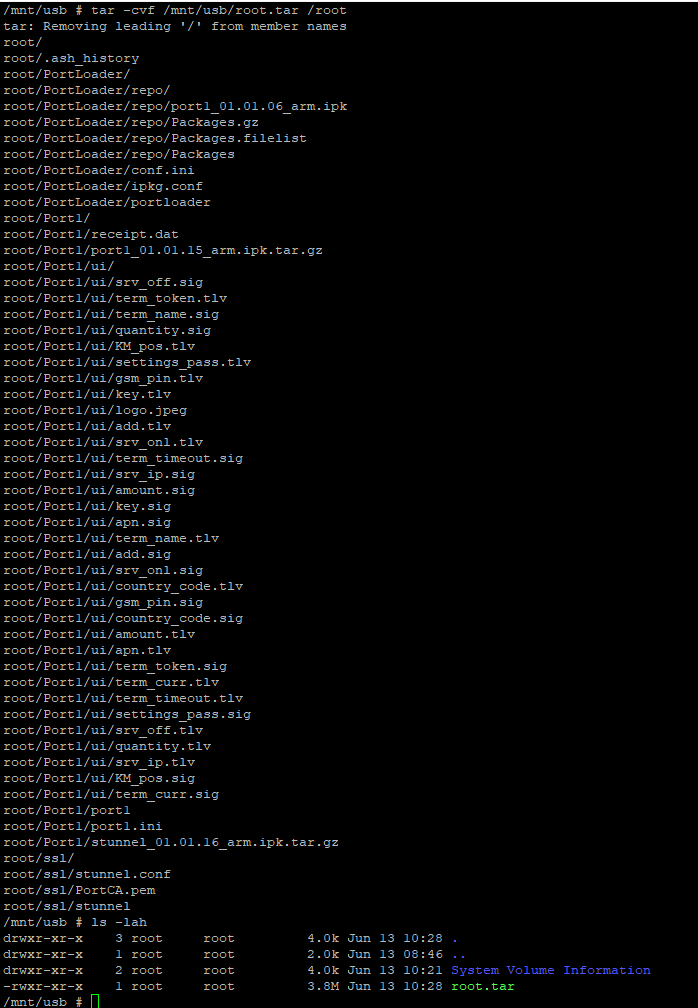 /mnt/usb # tar -cvf /mnt/usb/root.tar /root
tar: Removing leading '/' from member names
root/
root/.ash_history
root/PortLoader/
root/PortLoader/repo/
root/PortLoader/repo/port1_01.01.06_arm.ipk
root/PortLoader/repo/Packages.gz
root/PortLoader/repo/Packages.filelist
root/PortLoader/repo/Packages
root/PortLoader/conf.ini
root/PortLoader/ipkg.conf
root/PortLoader/portloader
root/Port1/
root/Port1/receipt.dat
root/Port1/port1_01.01.15_arm.ipk.tar.gz
root/Port1/ui/
root/Port1/ui/srv_off.sig
root/Port1/ui/term_token.tlv
root/Port1/ui/term_name.sig
root/Port1/ui/quantity.sig
root/Port1/ui/KM_pos.tlv
root/Port1/ui/settings_pass.tlv
root/Port1/ui/gsm_pin.tlv
root/Port1/ui/key.tlv
root/Port1/ui/logo.jpeg
root/Port1/ui/add.tlv
root/Port1/ui/srv_onl.tlv
root/Port1/ui/term_timeout.sig
root/Port1/ui/srv_ip.sig
root/Port1/ui/amount.sig
root/Port1/ui/key.sig
root/Port1/ui/apn.sig
root/Port1/ui/term_name.tlv
root/Port1/ui/add.sig
root/Port1/ui/srv_onl.sig
root/Port1/ui/country_code.tlv
root/Port1/ui/gsm_pin.sig
root/Port1/ui/country_code.sig
root/Port1/ui/amount.tlv
root/Port1/ui/apn.tlv
root/Port1/ui/term_token.sig
root/Port1/ui/term_curr.tlv
root/Port1/ui/term_timeout.tlv
root/Port1/ui/settings_pass.sig
root/Port1/ui/srv_off.tlv
root/Port1/ui/quantity.tlv
root/Port1/ui/srv_ip.tlv
root/Port1/ui/KM_pos.sig
root/Port1/ui/term_curr.sig
root/Port1/port1
root/Port1/port1.ini
root/Port1/stunnel_01.01.16_arm.ipk.tar.gz
root/ssl/
root/ssl/stunnel.conf
root/ssl/PortCA.pem
root/ssl/stunnel
/mnt/usb # ls -lah
drwxr-xr-x    3 root     root         4.0k Jun 13 10:28 .
drwxr-xr-x    1 root     root         2.0k Jun 13 08:46 ..
drwxr-xr-x    2 root     root         4.0k Jun 13 10:21 System Volume Information
-rwxr-xr-x    1 root     root         3.8M Jun 13 10:28 root.tar
/mnt/usb #